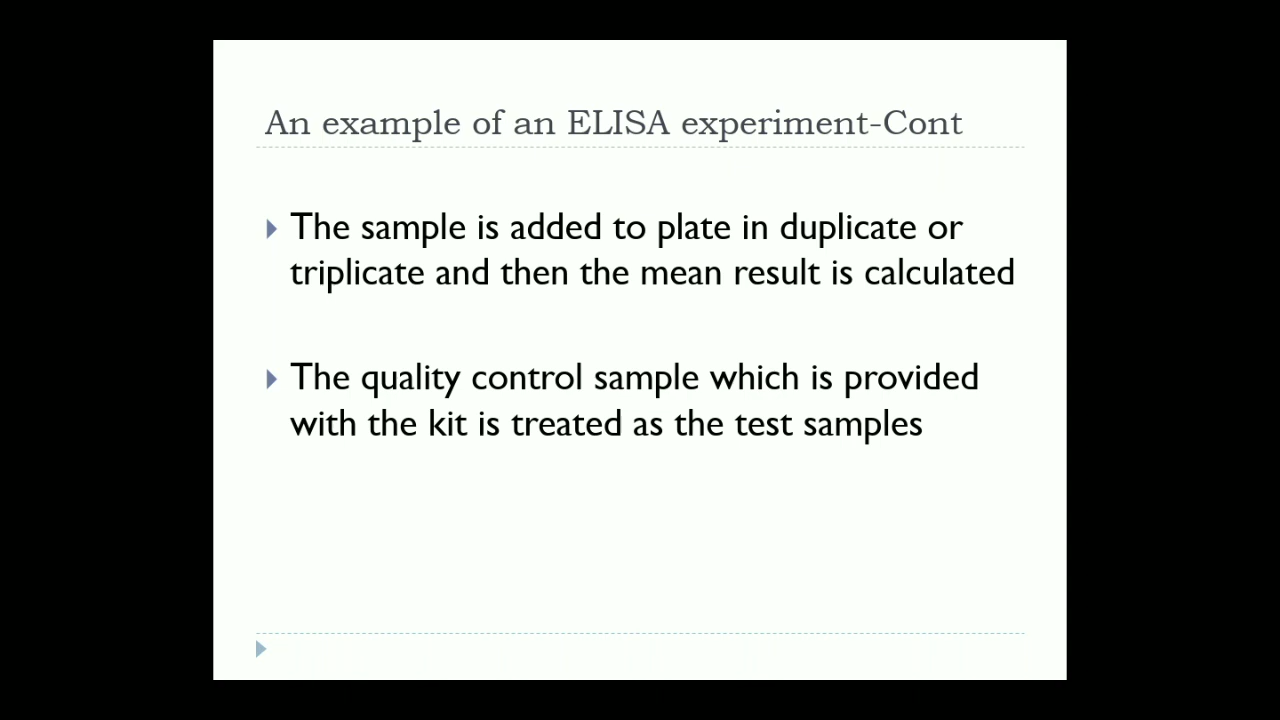 An example of an ELISA experiment-Cont
The sample is added to plate in duplicate or
triplicate and then the mean result is calculated
The quality control sample which is provided
with the kit is treated as the test samples